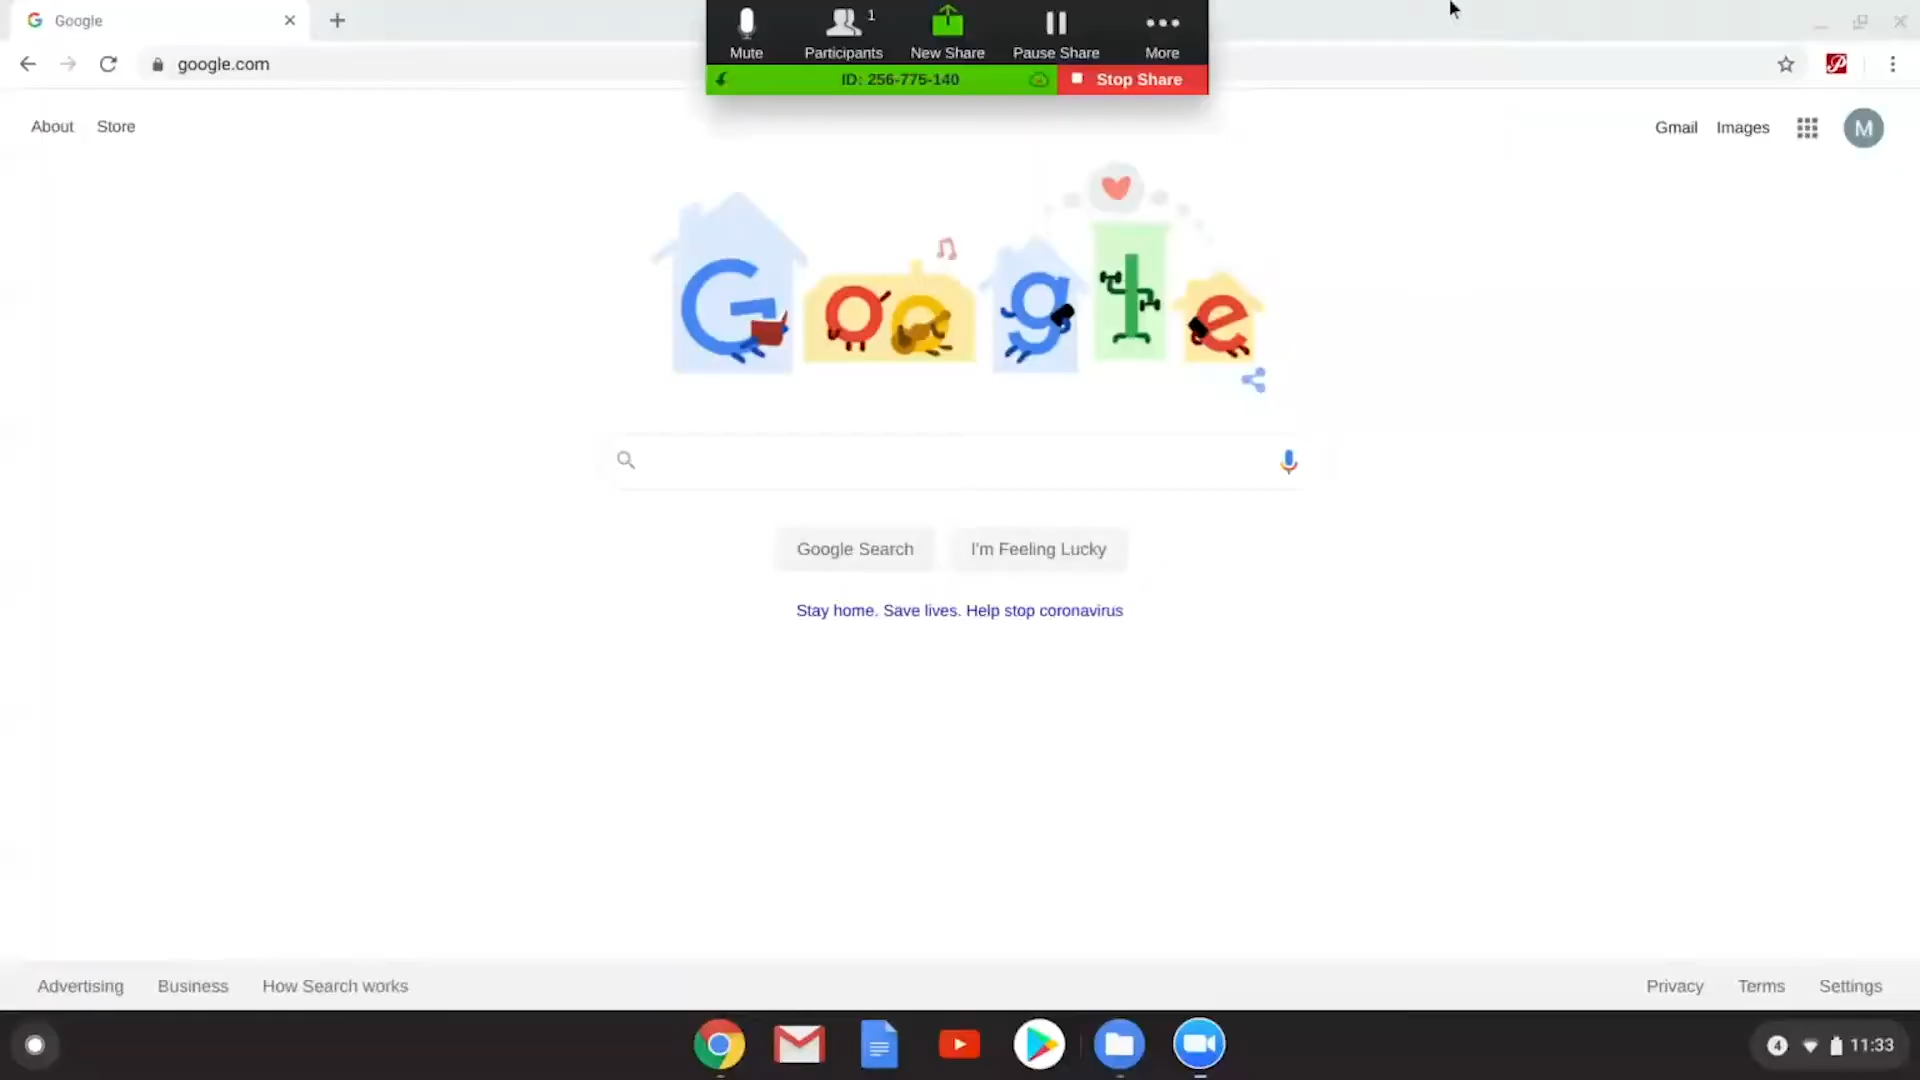 Google
Mute
Participants
1
New Share
Pause Share
More
google.com
ID: 256-775-140
Stop Share
About
Store
Gmail
Images
M
Google
Google Search
I'm Feeling Lucky
Stay home. Save lives. Help stop coronavirus
Advertising
Business
How Search works
Privacy
Terms
Settings
4
11:33